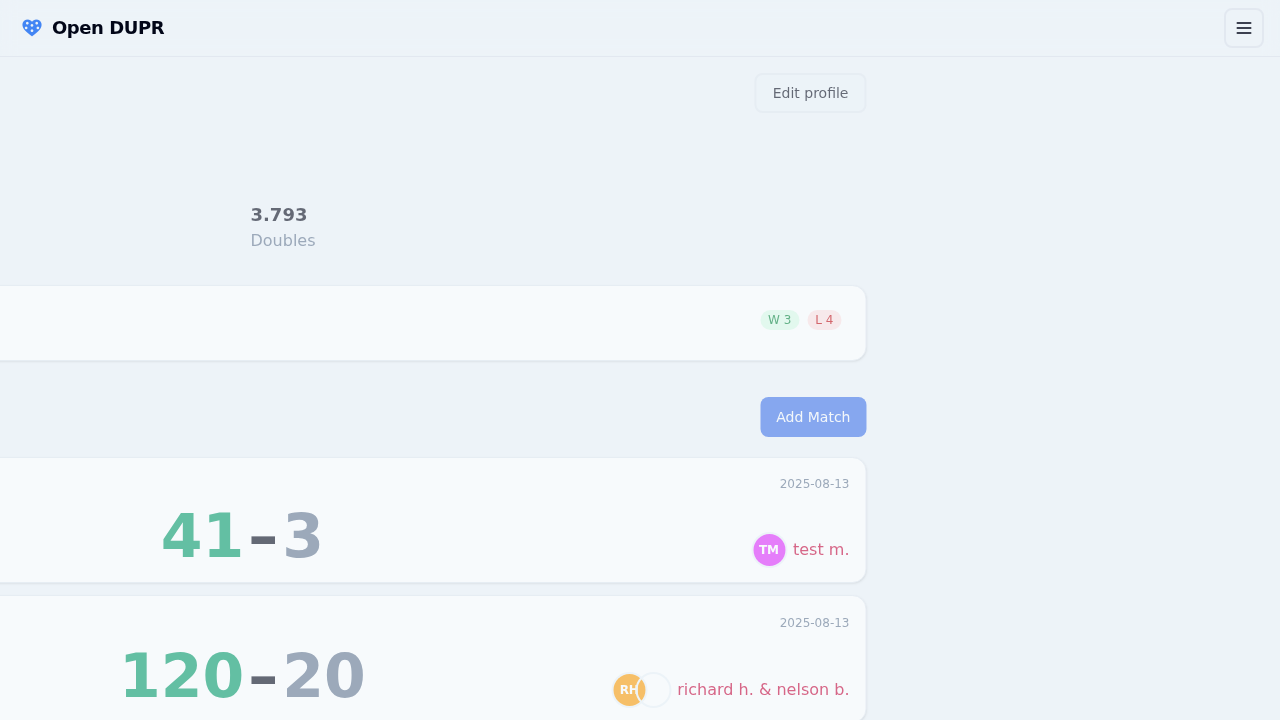 Open DUPR
Edit profile
3.793
Doubles
W 3 L 4
Add Match
2025-08-13
41–3
TM test m.
2025-08-13
120–20
RH richard h. & nelson b.